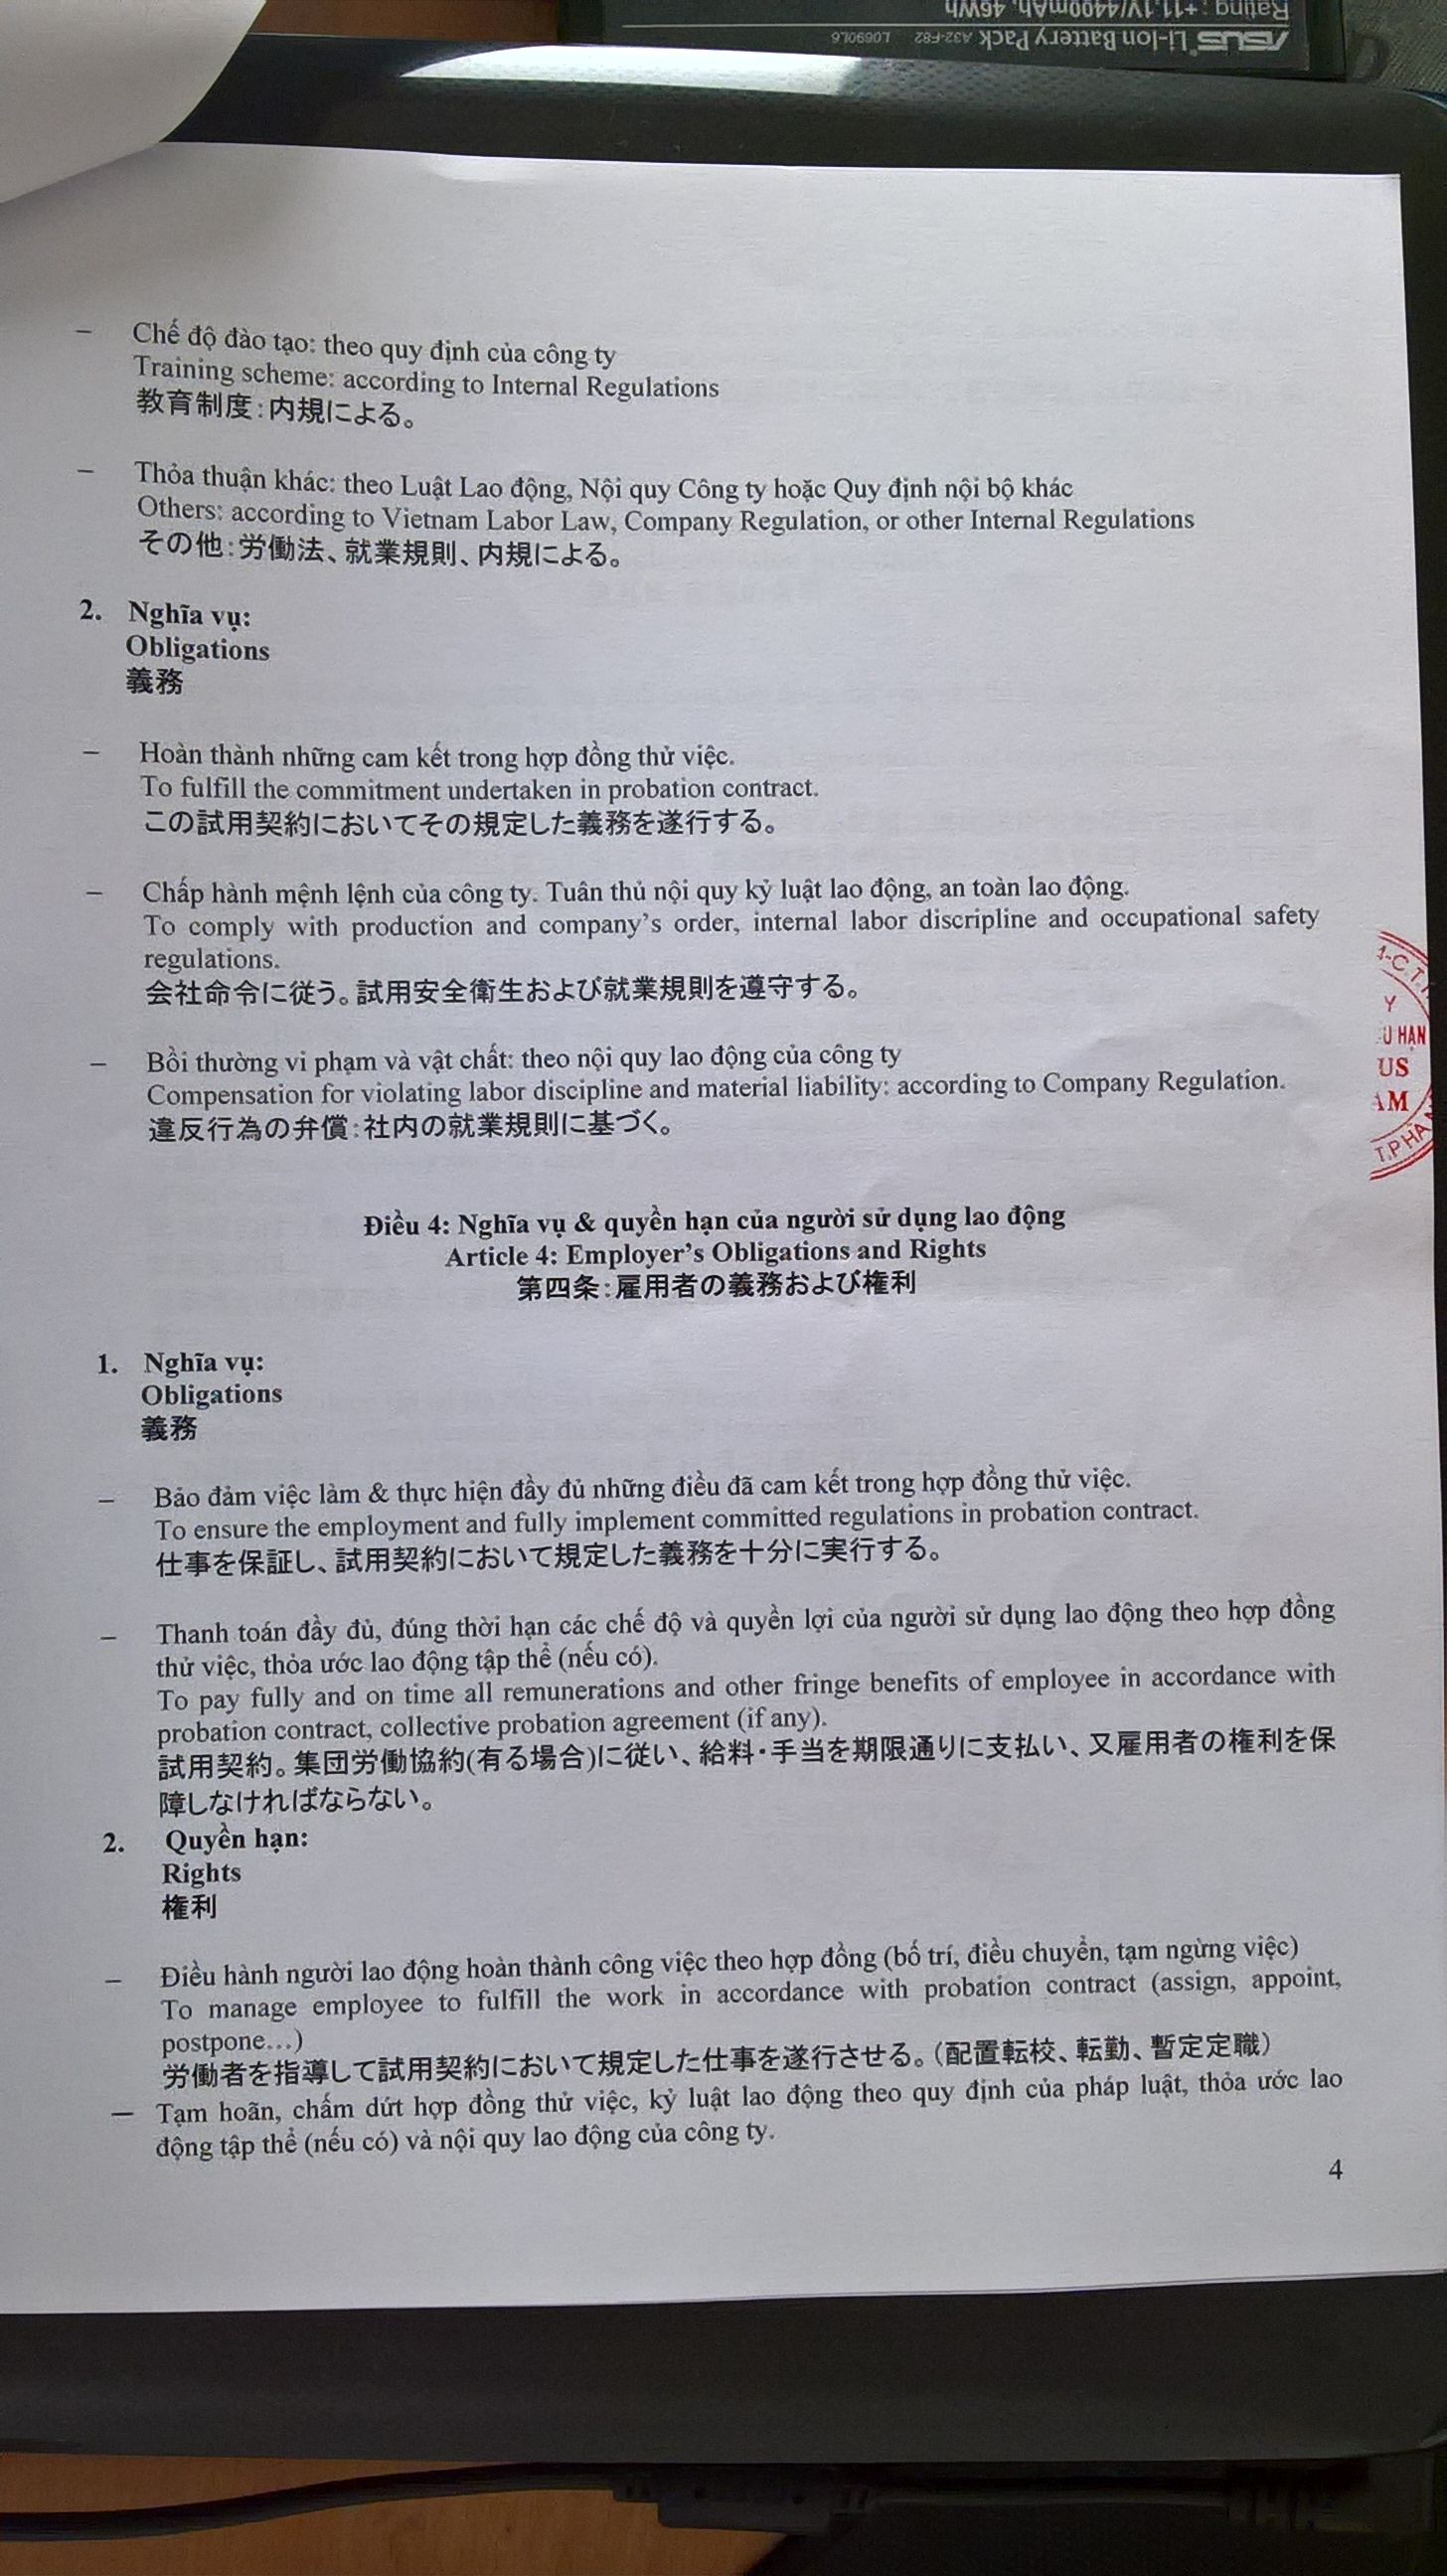 Rating : +11.1V/4400mAh, 46Wh
ASUS Li-Ion Battery Pack A32-F82 L0690L6
– Chế độ đào tạo: theo quy định của công ty
Training scheme: according to Internal Regulations
教育制度:内規による。
– Thỏa thuận khác: theo Luật Lao động, Nội quy Công ty hoặc Quy định nội bộ khác
Others: according to Vietnam Labor Law, Company Regulation, or other Internal Regulations
その他:労働法、就業規則、内規による。
2. Nghĩa vụ:
Obligations
義務
– Hoàn thành những cam kết trong hợp đồng thử việc.
To fulfill the commitment undertaken in probation contract.
この試用契約においてその規定した義務を遂行する。
– Chấp hành mệnh lệnh của công ty. Tuân thủ nội quy kỷ luật lao động, an toàn lao động.
To comply with production and company's order, internal labor discripline and occupational safety
regulations.
会社命令に従う。試用安全衛生および就業規則を遵守する。
– Bồi thường vi phạm và vật chất: theo nội quy lao động của công ty
Compensation for violating labor discipline and material liability: according to Company Regulation.
違反行為の弁償:社内の就業規則に基づく。
Y
U HẠN
US
AM
T.PHẦ
Điều 4: Nghĩa vụ & quyền hạn của người sử dụng lao động
Article 4: Employer's Obligations and Rights
第四条:雇用者の義務および権利
1. Nghĩa vụ:
Obligations
義務
– Bảo đảm việc làm & thực hiện đầy đủ những điều đã cam kết trong hợp đồng thử việc.
To ensure the employment and fully implement committed regulations in probation contract.
仕事を保証し、試用契約において規定した義務を十分に実行する。
– Thanh toán đầy đủ, đúng thời hạn các chế độ và quyền lợi của người sử dụng lao động theo hợp đồng
thử việc, thỏa ước lao động tập thể (nếu có).
To pay fully and on time all remunerations and other fringe benefits of employee in accordance with
probation contract, collective probation agreement (if any).
試用契約。集団労働協約(有る場合)に従い、給料・手当を期限通りに支払い、又雇用者の権利を保
障しなければならない。
2. Quyền hạn:
Rights
権利
– Điều hành người lao động hoàn thành công việc theo hợp đồng (bố trí, điều chuyển, tạm ngừng việc)
To manage employee to fulfill the work in accordance with probation contract (assign, appoint,
postpone…)
労働者を指導して試用契約において規定した仕事を遂行させる。（配置転校、転勤、暫定定職）
– Tạm hoãn, chấm dứt hợp đồng thử việc, kỷ luật lao động theo quy định của pháp luật, thỏa ước lao
động tập thể (nếu có) và nội quy lao động của công ty.
4